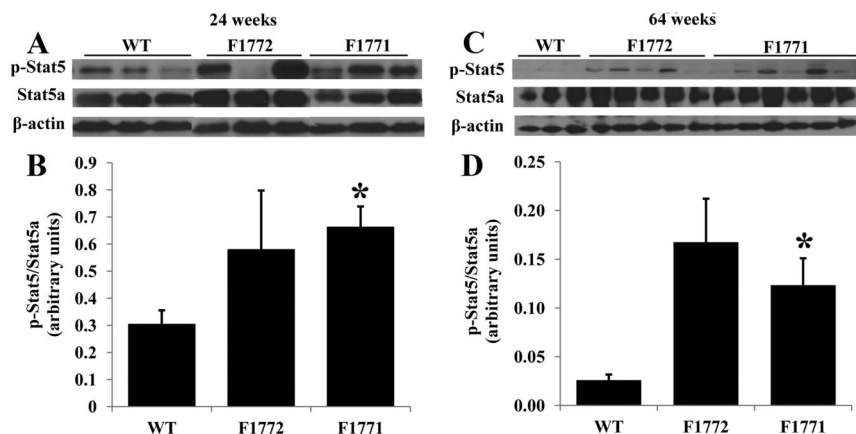 24 weeks
A
WT F1772 F1771
p-Stat5
Stat5a
β-actin
B
p-Stat5/Stat5a
(arbitrary units)
0.9
0.8
0.7
0.6
0.5
0.4
0.3
0.2
0.1
0
*
WT F1772 F1771
64 weeks
C
WT F1772 F1771
p-Stat5
Stat5a
β-actin
D
p-Stat5/Stat5a
(arbitrary units)
0.25
0.20
0.15
0.10
0.05
0.00
*
WT F1772 F1771